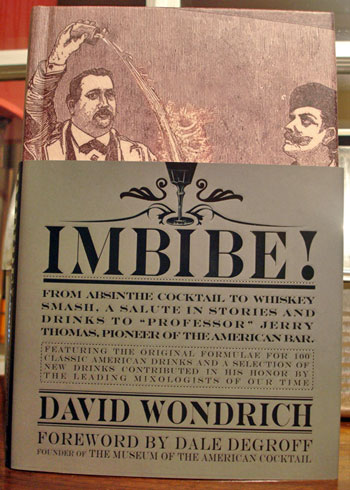 IMBIBE!
FROM ABSINTHE COCKTAIL TO WHISKEY
SMASH, A SALUTE IN STORIES AND
DRINKS TO "PROFESSOR" JERRY
THOMAS, PIONEER OF THE AMERICAN BAR.
FEATURING THE ORIGINAL FORMULAE FOR 100
CLASSIC AMERICAN DRINKS AND A SELECTION OF
NEW DRINKS CONTRIBUTED IN HIS HONOR BY
THE LEADING MIXOLOGISTS OF OUR TIME
DAVID WONDRICH
FOREWORD BY DALE DEGROFF
FOUNDER OF THE MUSEUM OF THE AMERICAN COCKTAIL